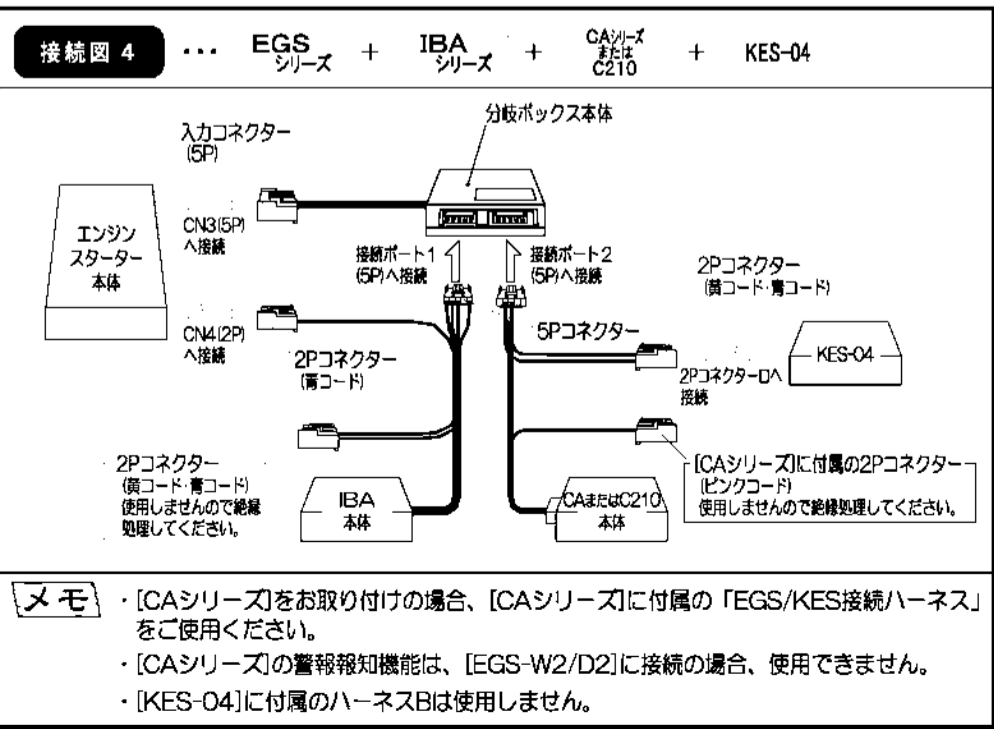 接続図 4 ・・・ EGSシリーズ + IBAシリーズ + CAシリーズまたはC210 + KES-04
分岐ボックス本体
入力コネクター
(5P)
エンジン
スターター
本体
CN3(5P)
へ接続
接続ポート1
(5P)へ接続
接続ポート2
(5P)へ接続
2Pコネクター
(黄コード・青コード)
CN4(2P)
へ接続
5Pコネクター
KES-04
2Pコネクター
(青コード)
2PコネクターDへ
接続
2Pコネクター
(黄コード・青コード)
使用しませんので絶縁
処理してください。
IBA
本体
CAまたはC210
本体
[CAシリーズ]に付属の2Pコネクター
(ピンクコード)
使用しませんので絶縁処理してください。
メモ
・[CAシリーズ]をお取り付けの場合、[CAシリーズ]に付属の「EGS/KES接続ハーネス」
をご使用ください。
・[CAシリーズ]の警報報知機能は、[EGS-W2/D2]に接続の場合、使用できません。
・[KES-04]に付属のハーネスBは使用しません。